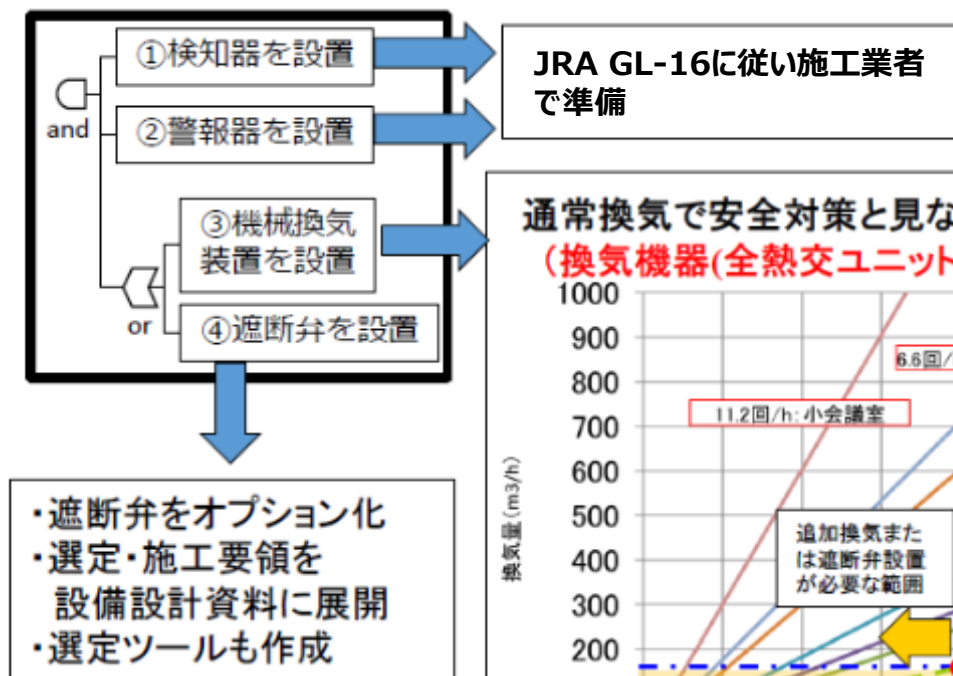 ①検知器を設置
and
②警報器を設置
③機械換気
装置を設置
or
④遮断弁を設置
JRA GL-16に従い施工業者
で準備
・遮断弁をオプション化
・選定・施工要領を
設備設計資料に展開
・選定ツールも作成
通常換気で安全対策と見な
（換気機器(全熱交ユニット
換気量(m3/h)
1000
900
800
700
600
500
400
300
200
6.6回/
11.2回/h:小会議室
追加換気また
は遮断弁設置
が必要な範囲